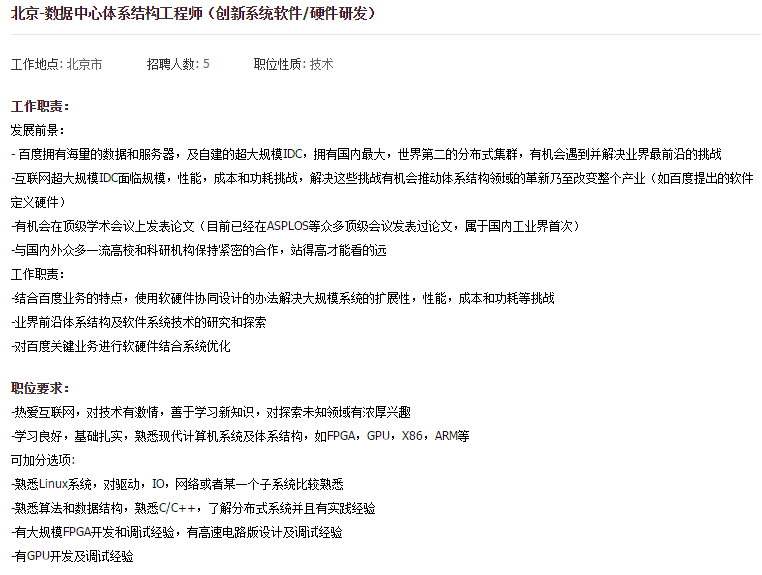 北京-数据中心体系结构工程师（创新系统软件/硬件研发）
工作地点: 北京市 招聘人数: 5 职位性质: 技术
工作职责：
发展前景：
- 百度拥有海量的数据和服务器，及自建的超大规模IDC，拥有国内最大，世界第二的分布式集群，有机会遇到并解决业界最前沿的挑战
-互联网超大规模IDC面临规模，性能，成本和功耗挑战，解决这些挑战有机会推动体系结构领域的革新乃至改变整个产业（如百度提出的软件
定义硬件）
-有机会在顶级学术会议上发表论文（目前已经在ASPLOS等众多顶级会议发表过论文，属于国内工业界首次）
-与国内外众多一流高校和科研机构保持紧密的合作，站得高才能看的远
工作职责：
-结合百度业务的特点，使用软硬件协同设计的办法解决大规模系统的扩展性，性能，成本和功耗等挑战
-业界前沿体系结构及软件系统技术的研究和探索
-对百度关键业务进行软硬件结合系统优化
职位要求：
-热爱互联网，对技术有激情，善于学习新知识，对探索未知领域有浓厚兴趣
-学习良好，基础扎实，熟悉现代计算机系统及体系结构，如FPGA，GPU，X86，ARM等
可加分选项:
-熟悉Linux系统，对驱动，IO，网络或者某一个子系统比较熟悉
-熟悉算法和数据结构，熟悉C/C++，了解分布式系统并且有实践经验
-有大规模FPGA开发和调试经验，有高速电路版设计及调试经验
-有GPU开发及调试经验